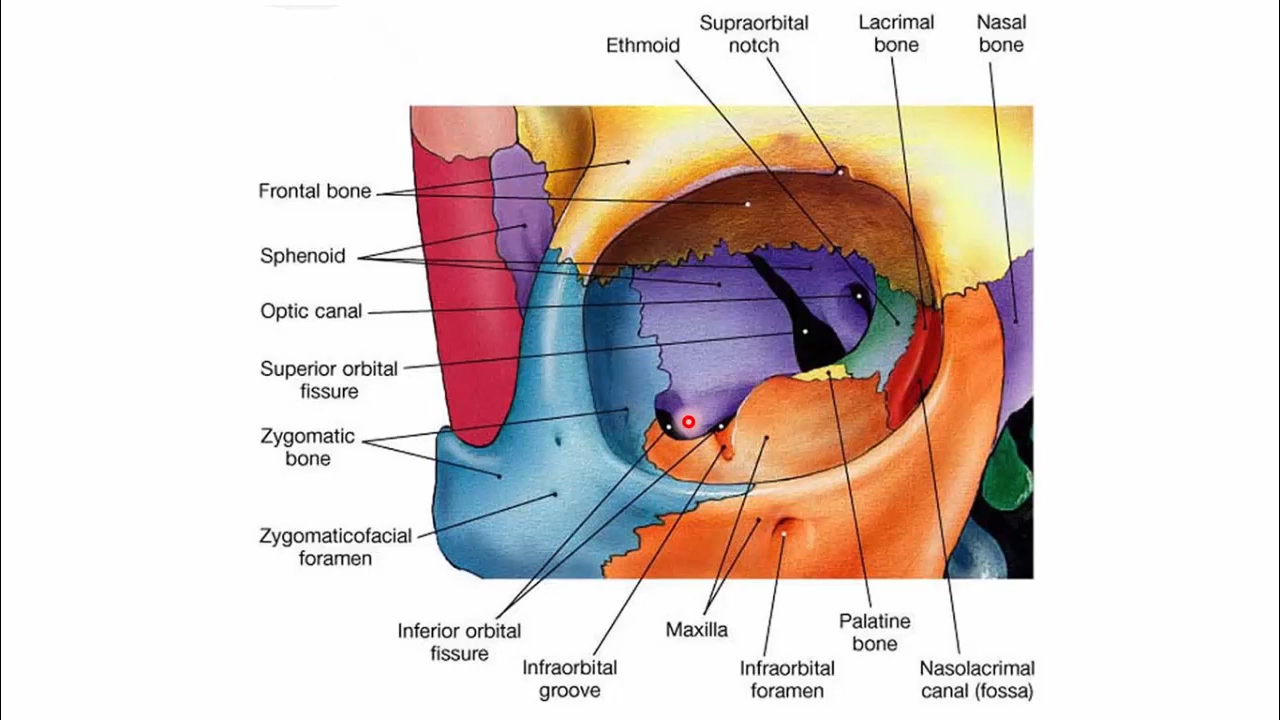 Supraorbital
notch
Lacrimal
bone
Nasal
bone
Ethmoid
Frontal bone
Sphenoid
Optic canal
Superior orbital
fissure
Zygomatic
bone
Zygomaticofacial
foramen
Inferior orbital
fissure
Infraorbital
groove
Maxilla
Infraorbital
foramen
Palatine
bone
Nasolacrimal
canal (fossa)